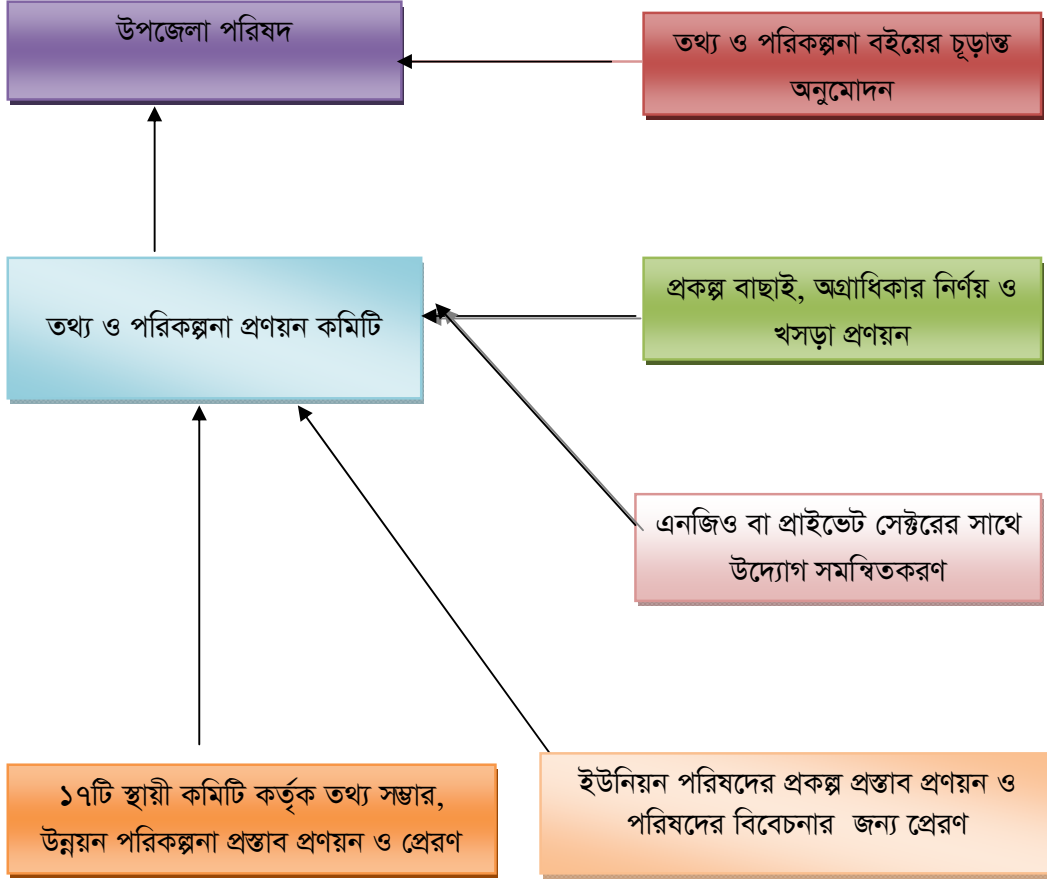 উপজেলা পরিষদ
তথ্য ও পরিকল্পনা বইয়ের চূড়ান্ত
অনুমোদন
তথ্য ও পরিকল্পনা প্রণয়ন কমিটি
প্রকল্প বাছাই, অগ্রাধিকার নির্ণয় ও
খসড়া প্রণয়ন
এনজিও বা প্রাইভেট সেক্টরের সাথে
উদ্যোগ সমন্বিতকরণ
১৭টি স্থায়ী কমিটি কর্তৃক তথ্য সম্ভার,
উন্নয়ন পরিকল্পনা প্রস্তাব প্রণয়ন ও প্রেরণ
ইউনিয়ন পরিষদের প্রকল্প প্রস্তাব প্রণয়ন ও
পরিষদের বিবেচনার জন্য প্রেরণ